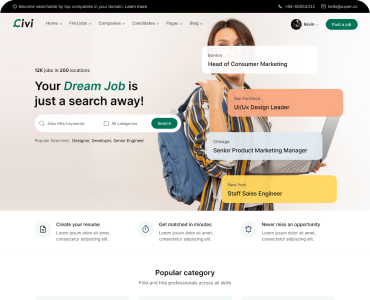 Become searchable by top companies in your domain. Learn more
+84-94954332
hello@uxper.co
Civi
Home
Find jobs
Companies
Candidates
Pages
Blog
Kevin
Post a job
12K jobs in 200 locations
Your Dream Job is
just a search away!
Jobs title, keywords
All categories
Search
Popular Searches: Designer, Developer, Senior Engineer
Boston
Head of Consumer Marketing
San Francisco
UI/Ux Design Leader
Chicago
Senior Product Marketing Manager
New York
Staff Sales Engineer
Create your resume
Lorem ipsum dolor sit amet,
consectetur adipiscing elit.
Get matched in minutes
Lorem ipsum dolor sit amet,
consectetur adipiscing elit.
Never miss an opportunity
Lorem ipsum dolor sit amet,
consectetur adipiscing elit.
Popular category
Find and hire professionals across all skills